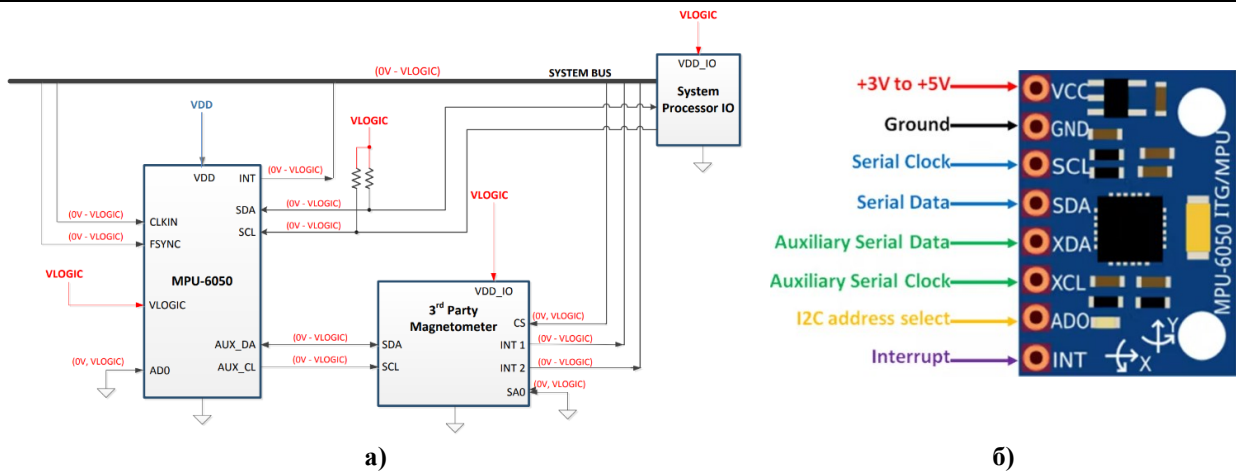 VLOGIC
VDD_IO
System
Processor IO
(0V - VLOGIC)
SYSTEM BUS
VDD
VLOGIC
VDD
INT
(0V - VLOGIC)
SDA
(0V - VLOGIC)
SCL
(0V - VLOGIC)
(0V - VLOGIC)
CLKIN
(0V - VLOGIC)
FSYNC
MPU-6050
VLOGIC
VLOGIC
AUX_DA
(0V - VLOGIC)
AUX_CL
(0V - VLOGIC)
(0V, VLOGIC)
AD0
VLOGIC
VDD_IO
3rd Party
Magnetometer
CS
(0V, VLOGIC)
SDA
INT 1
(0V - VLOGIC)
SCL
INT 2
(0V - VLOGIC)
SA0
(0V, VLOGIC)
а)
+3V to +5V
VCC
Ground
GND
Serial Clock
SCL
Serial Data
SDA
Auxiliary Serial Data
XDA
Auxiliary Serial Clock
XCL
I2C address select
ADO
Interrupt
INT
MPU-6050 ITG/MPU
Y
X
б)